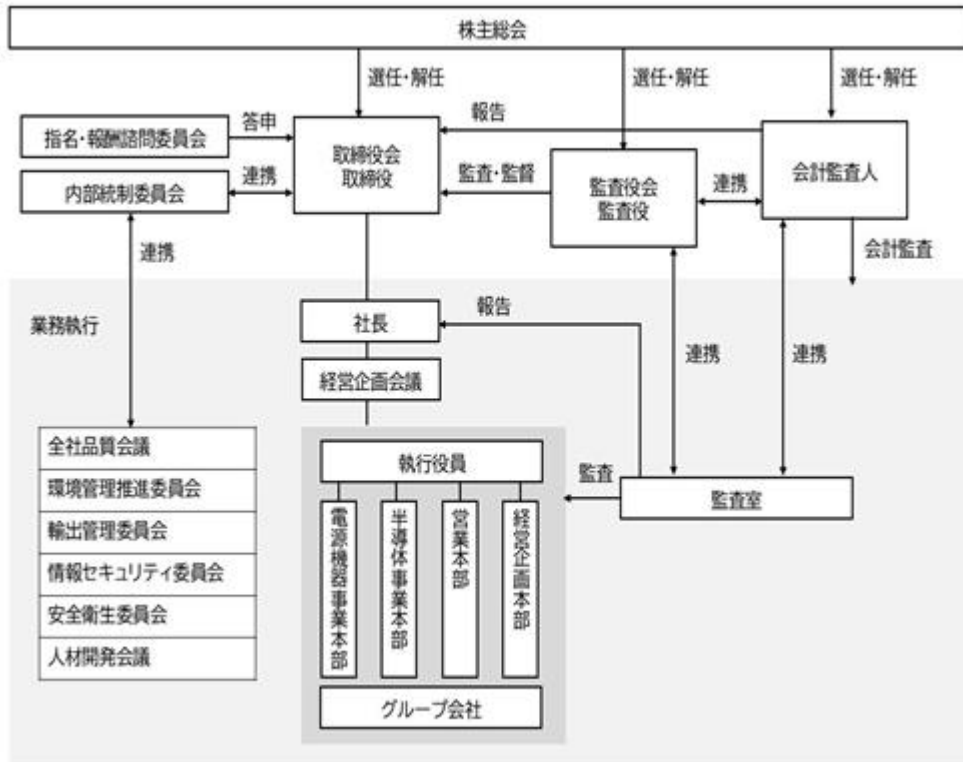 株主総会
選任・解任
選任・解任
選任・解任
指名・報酬諮問委員会
答申
取締役会
取締役
報告
会計監査人
内部統制委員会
連携
監査・監督
監査役会
監査役
連携
連携
会計監査
業務執行
社長
報告
連携
連携
経営企画会議
全社品質会議
環境管理推進委員会
輸出管理委員会
情報セキュリティ委員会
安全衛生委員会
人材開発会議
執行役員
電源機器事業本部
半導体事業本部
営業本部
経営企画本部
グループ会社
監査
監査室